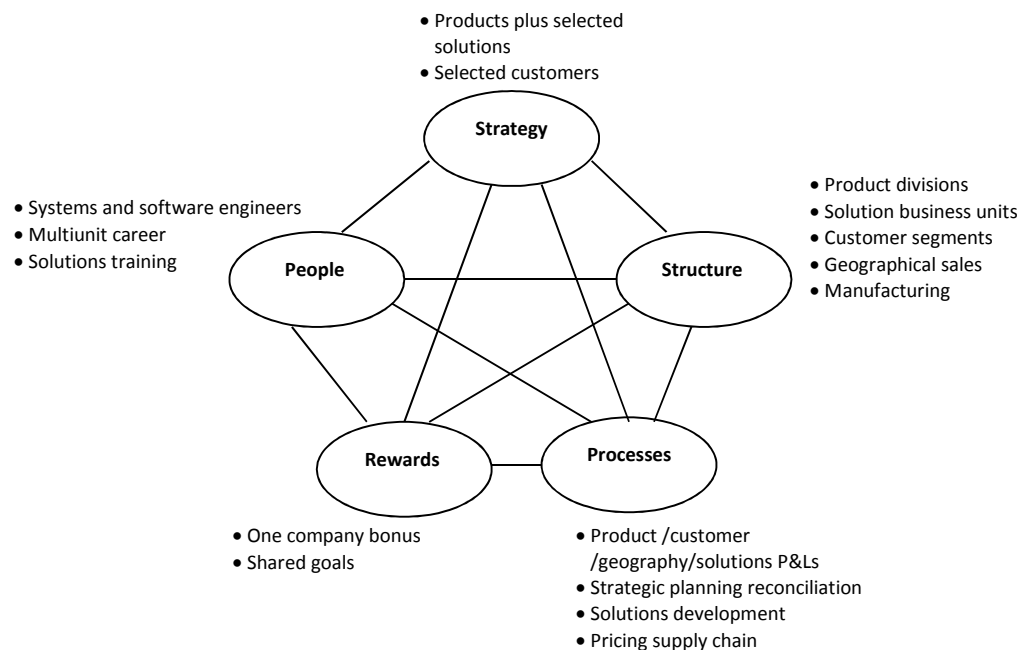 • Products plus selected
solutions
• Selected customers
Strategy
• Systems and software engineers
• Multiunit career
• Solutions training
People
Structure
• Product divisions
• Solution business units
• Customer segments
• Geographical sales
• Manufacturing
Rewards
Processes
• One company bonus
• Shared goals
• Product /customer
/geography/solutions P&Ls
• Strategic planning reconciliation
• Solutions development
• Pricing supply chain